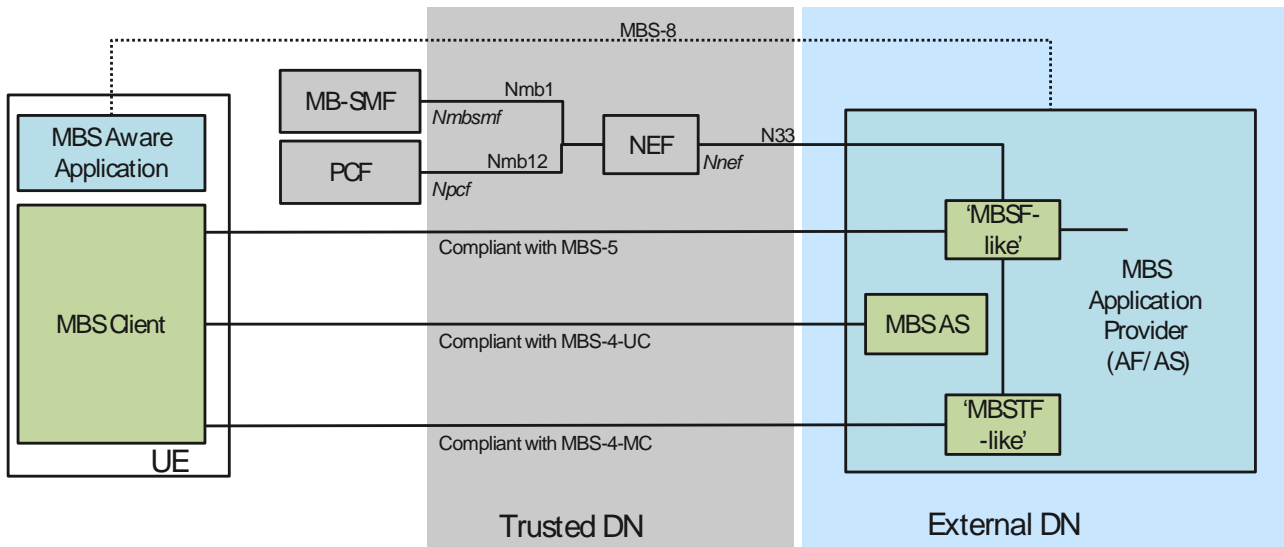 MBS-8
MB-SMF
Nmb1
Nmbsmf
MBS Aware
Application
NEF
N33
Nnef
PCF
Nmb12
Npcf
'MBSF-
like'
Compliant with MBS-5
MBS
Application
Provider
(AF/AS)
MBS Client
MBS AS
Compliant with MBS-4-UC
'MBSTF
-like'
Compliant with MBS-4-MC
UE
Trusted DN
External DN